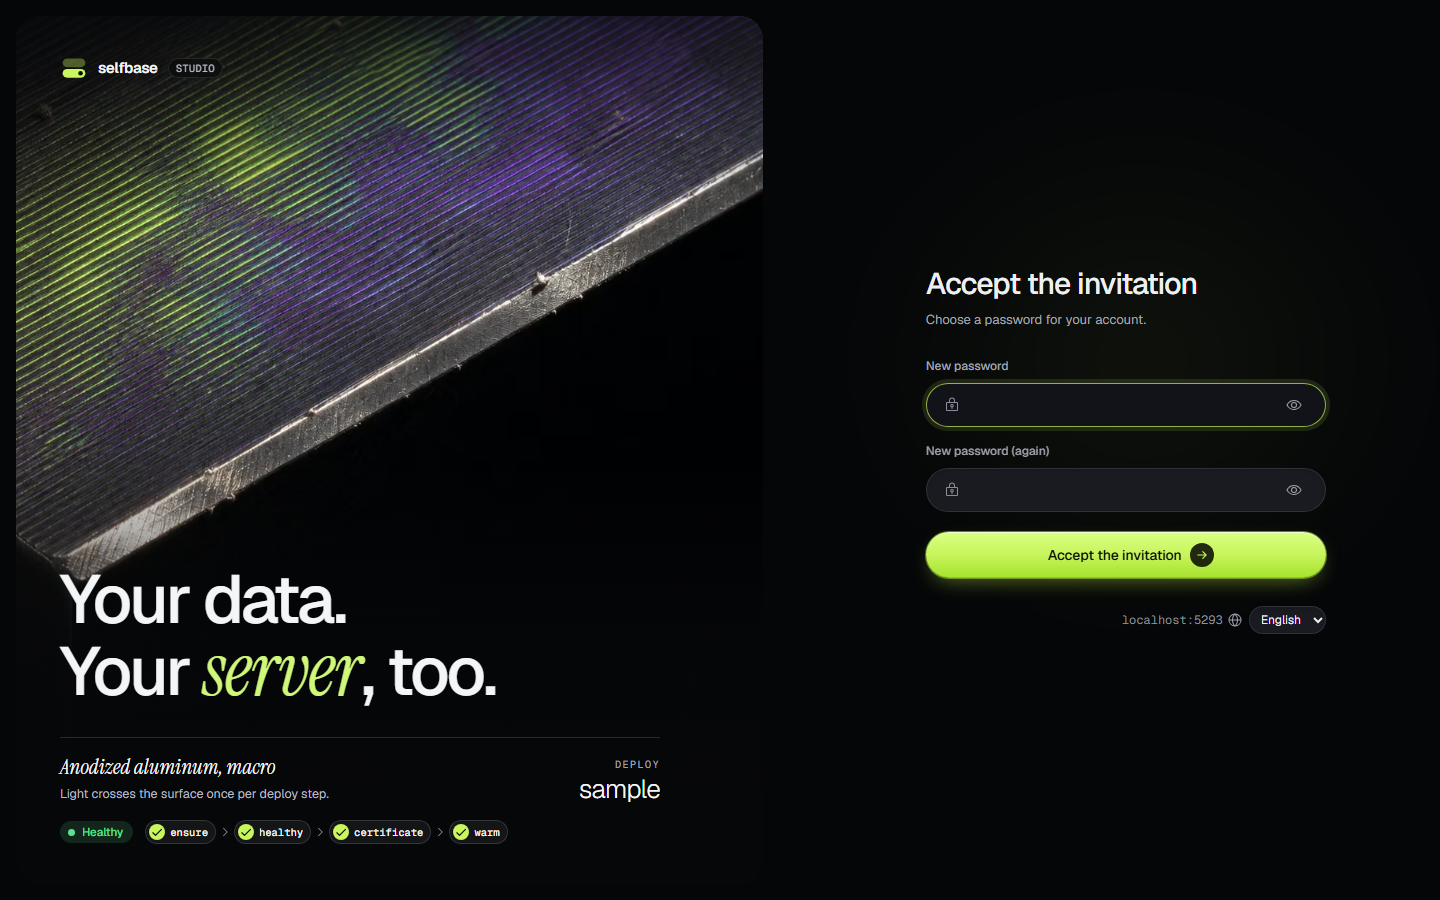 selfbase STUDIO
Your data.
Your server, too.
Anodized aluminum, macro
Light crosses the surface once per deploy step.
DEPLOY
sample
Healthy ensure healthy certificate warm
Accept the invitation
Choose a password for your account.
New password
New password (again)
Accept the invitation
localhost:5293 English